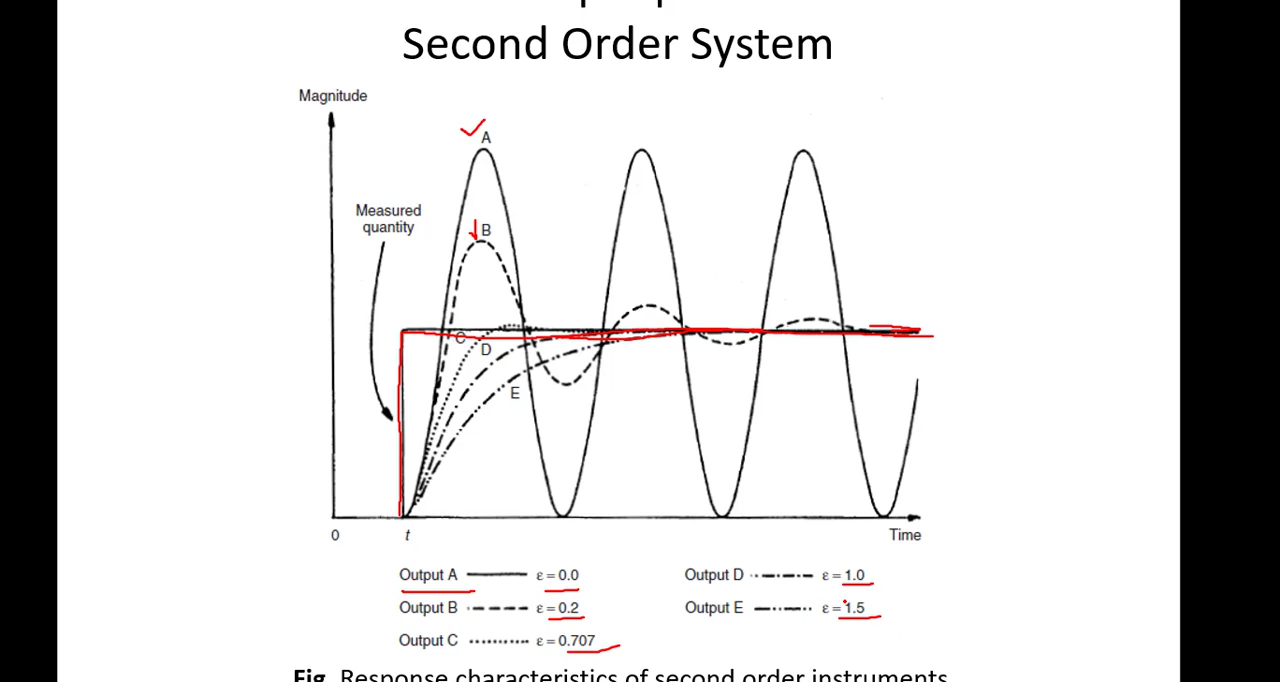 Second Order System
Magnitude
A
Measured
quantity
B
C
D
E
0
t
Time
Output A ε = 0.0
Output D ε = 1.0
Output B ε = 0.2
Output E ε = 1.5
Output C ε = 0.707
Fig. Response characteristics of second order instruments